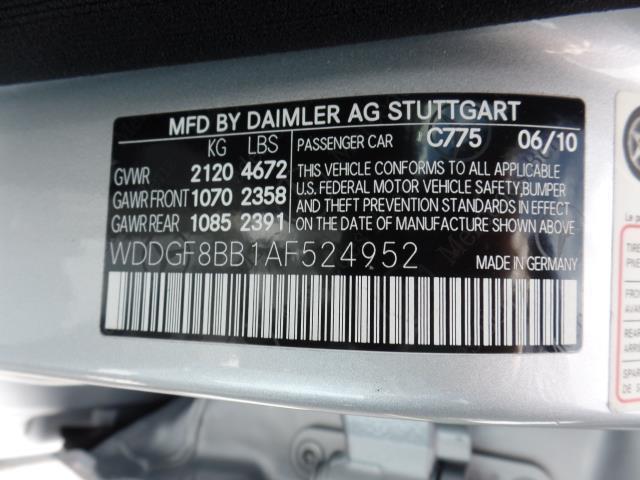 MFD BY DAIMLER AG STUTTGART
KG LBS
GVWR 2120 4672
GAWR FRONT 1070 2358
GAWR REAR 1085 2391
PASSENGER CAR C775 06/10
THIS VEHICLE CONFORMS TO ALL APPLICABLE
U.S. FEDERAL MOTOR VEHICLE SAFETY,BUMPER
AND THEFT PREVENTION STANDARDS IN EFFECT
ON THE DATE OF MANUFACTURE SHOWN ABOVE
WDDGF8BB1AF524952
MADE IN GERMANY